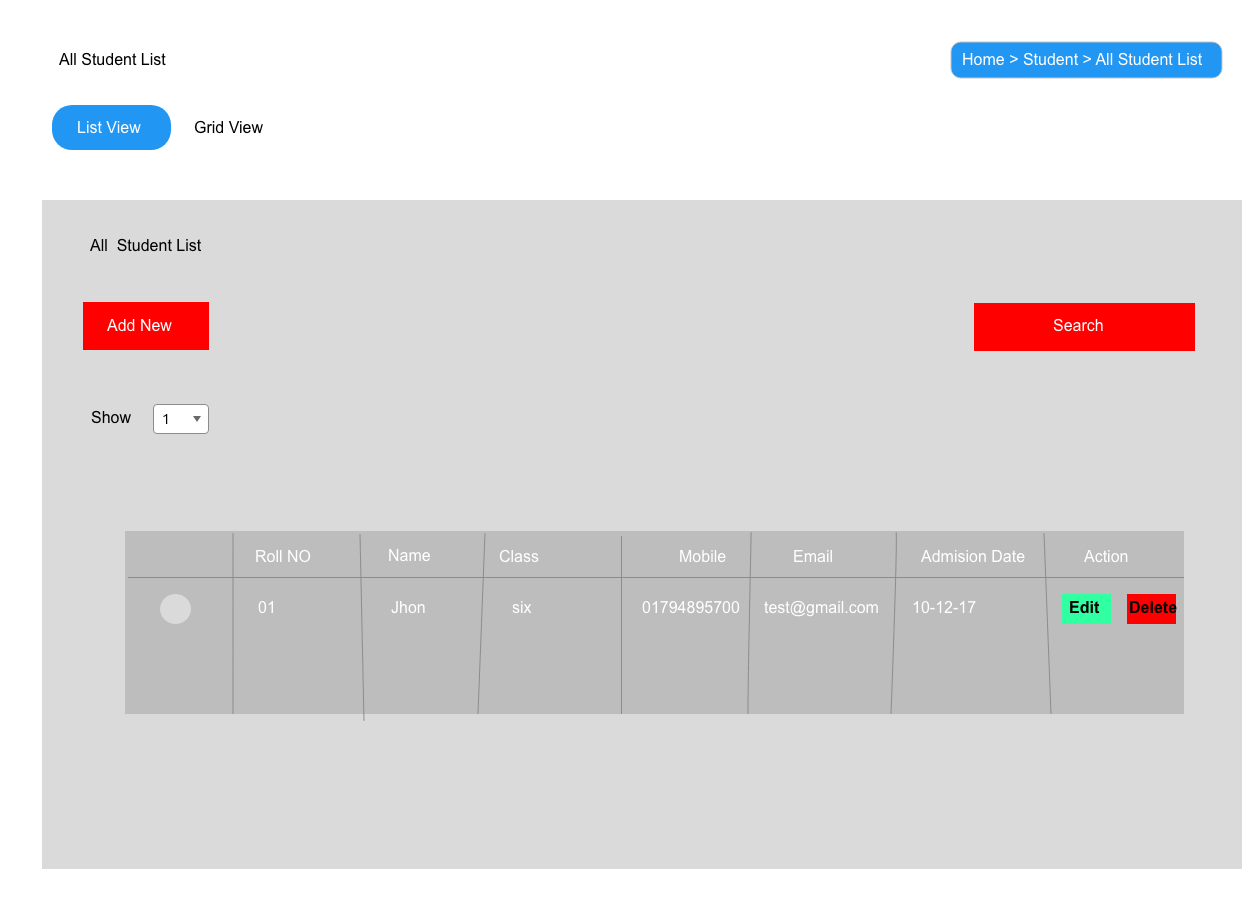 All Student List
Home > Student > All Student List
List View
Grid View
All  Student List
Add New
Search
Show
1
Roll NO
Name
Class
Mobile
Email
Admision Date
Action
01
Jhon
six
01794895700
test@gmail.com
10-12-17
Edit
Delete